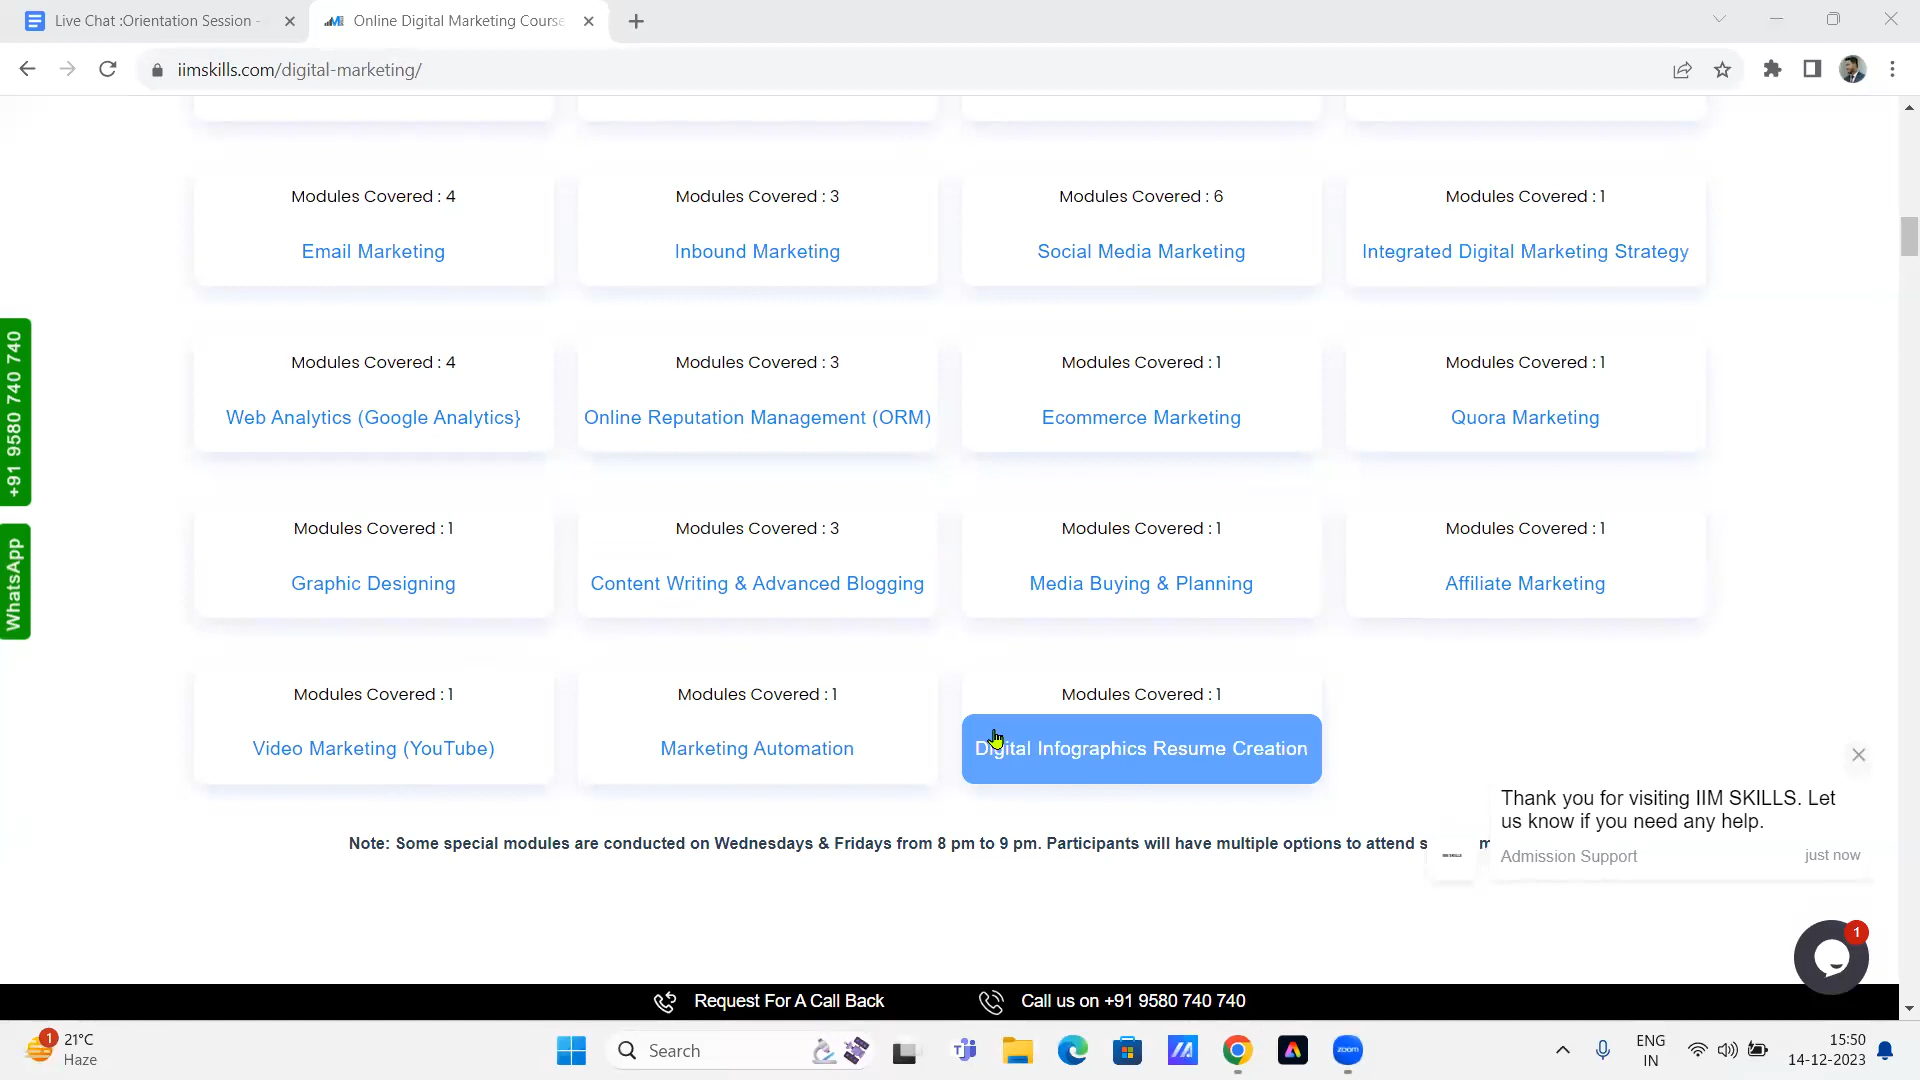 Live Chat :Orientation Session -
Online Digital Marketing Course
iimskills.com/digital-marketing/
Modules Covered : 4
Email Marketing
Modules Covered : 3
Inbound Marketing
Modules Covered : 6
Social Media Marketing
Modules Covered : 1
Integrated Digital Marketing Strategy
Modules Covered : 4
Web Analytics (Google Analytics}
Modules Covered : 3
Online Reputation Management (ORM)
Modules Covered : 1
Ecommerce Marketing
Modules Covered : 1
Quora Marketing
Modules Covered : 1
Graphic Designing
Modules Covered : 3
Content Writing & Advanced Blogging
Modules Covered : 1
Media Buying & Planning
Modules Covered : 1
Affiliate Marketing
Modules Covered : 1
Video Marketing (YouTube)
Modules Covered : 1
Marketing Automation
Modules Covered : 1
Digital Infographics Resume Creation
Note: Some special modules are conducted on Wednesdays & Fridays from 8 pm to 9 pm. Participants will have multiple options to attend
+91 9580 740 740
WhatsApp
Thank you for visiting IIM SKILLS. Let
us know if you need any help.
Admission Support
just now
1
Request For A Call Back
Call us on +91 9580 740 740
1
21°C
Haze
Search
zoom
ENG
IN
15:50
14-12-2023